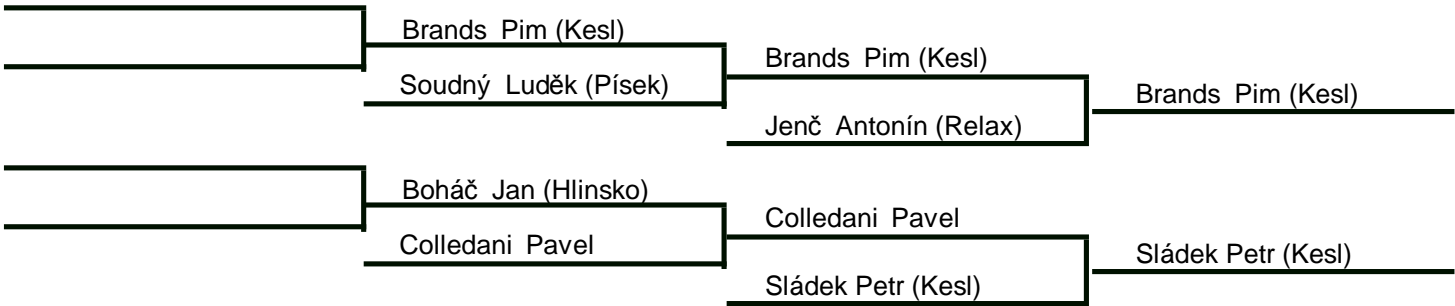 Brands Pim (Kesl)
Soudný Luděk (Písek)
Brands Pim (Kesl)
Jenč Antonín (Relax)
Brands Pim (Kesl)
Boháč Jan (Hlinsko)
Colledani Pavel
Colledani Pavel
Sládek Petr (Kesl)
Sládek Petr (Kesl)